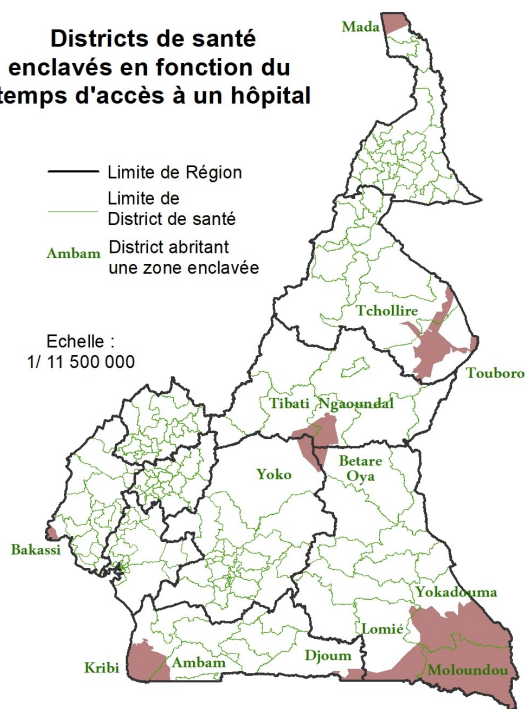 Districts de santé
enclavés en fonction du
temps d'accès à un hôpital
Mada
Limite de Région
Limite de
District de santé
Ambam District abritant
une zone enclavée
Echelle :
1/ 11 500 000
Tchollire
Touboro
Tibati Ngaoundal
Yoko
Betare
Oya
Bakassi
Yokadouma
Lomié
Kribi
Ambam
Djoum
Moloundou